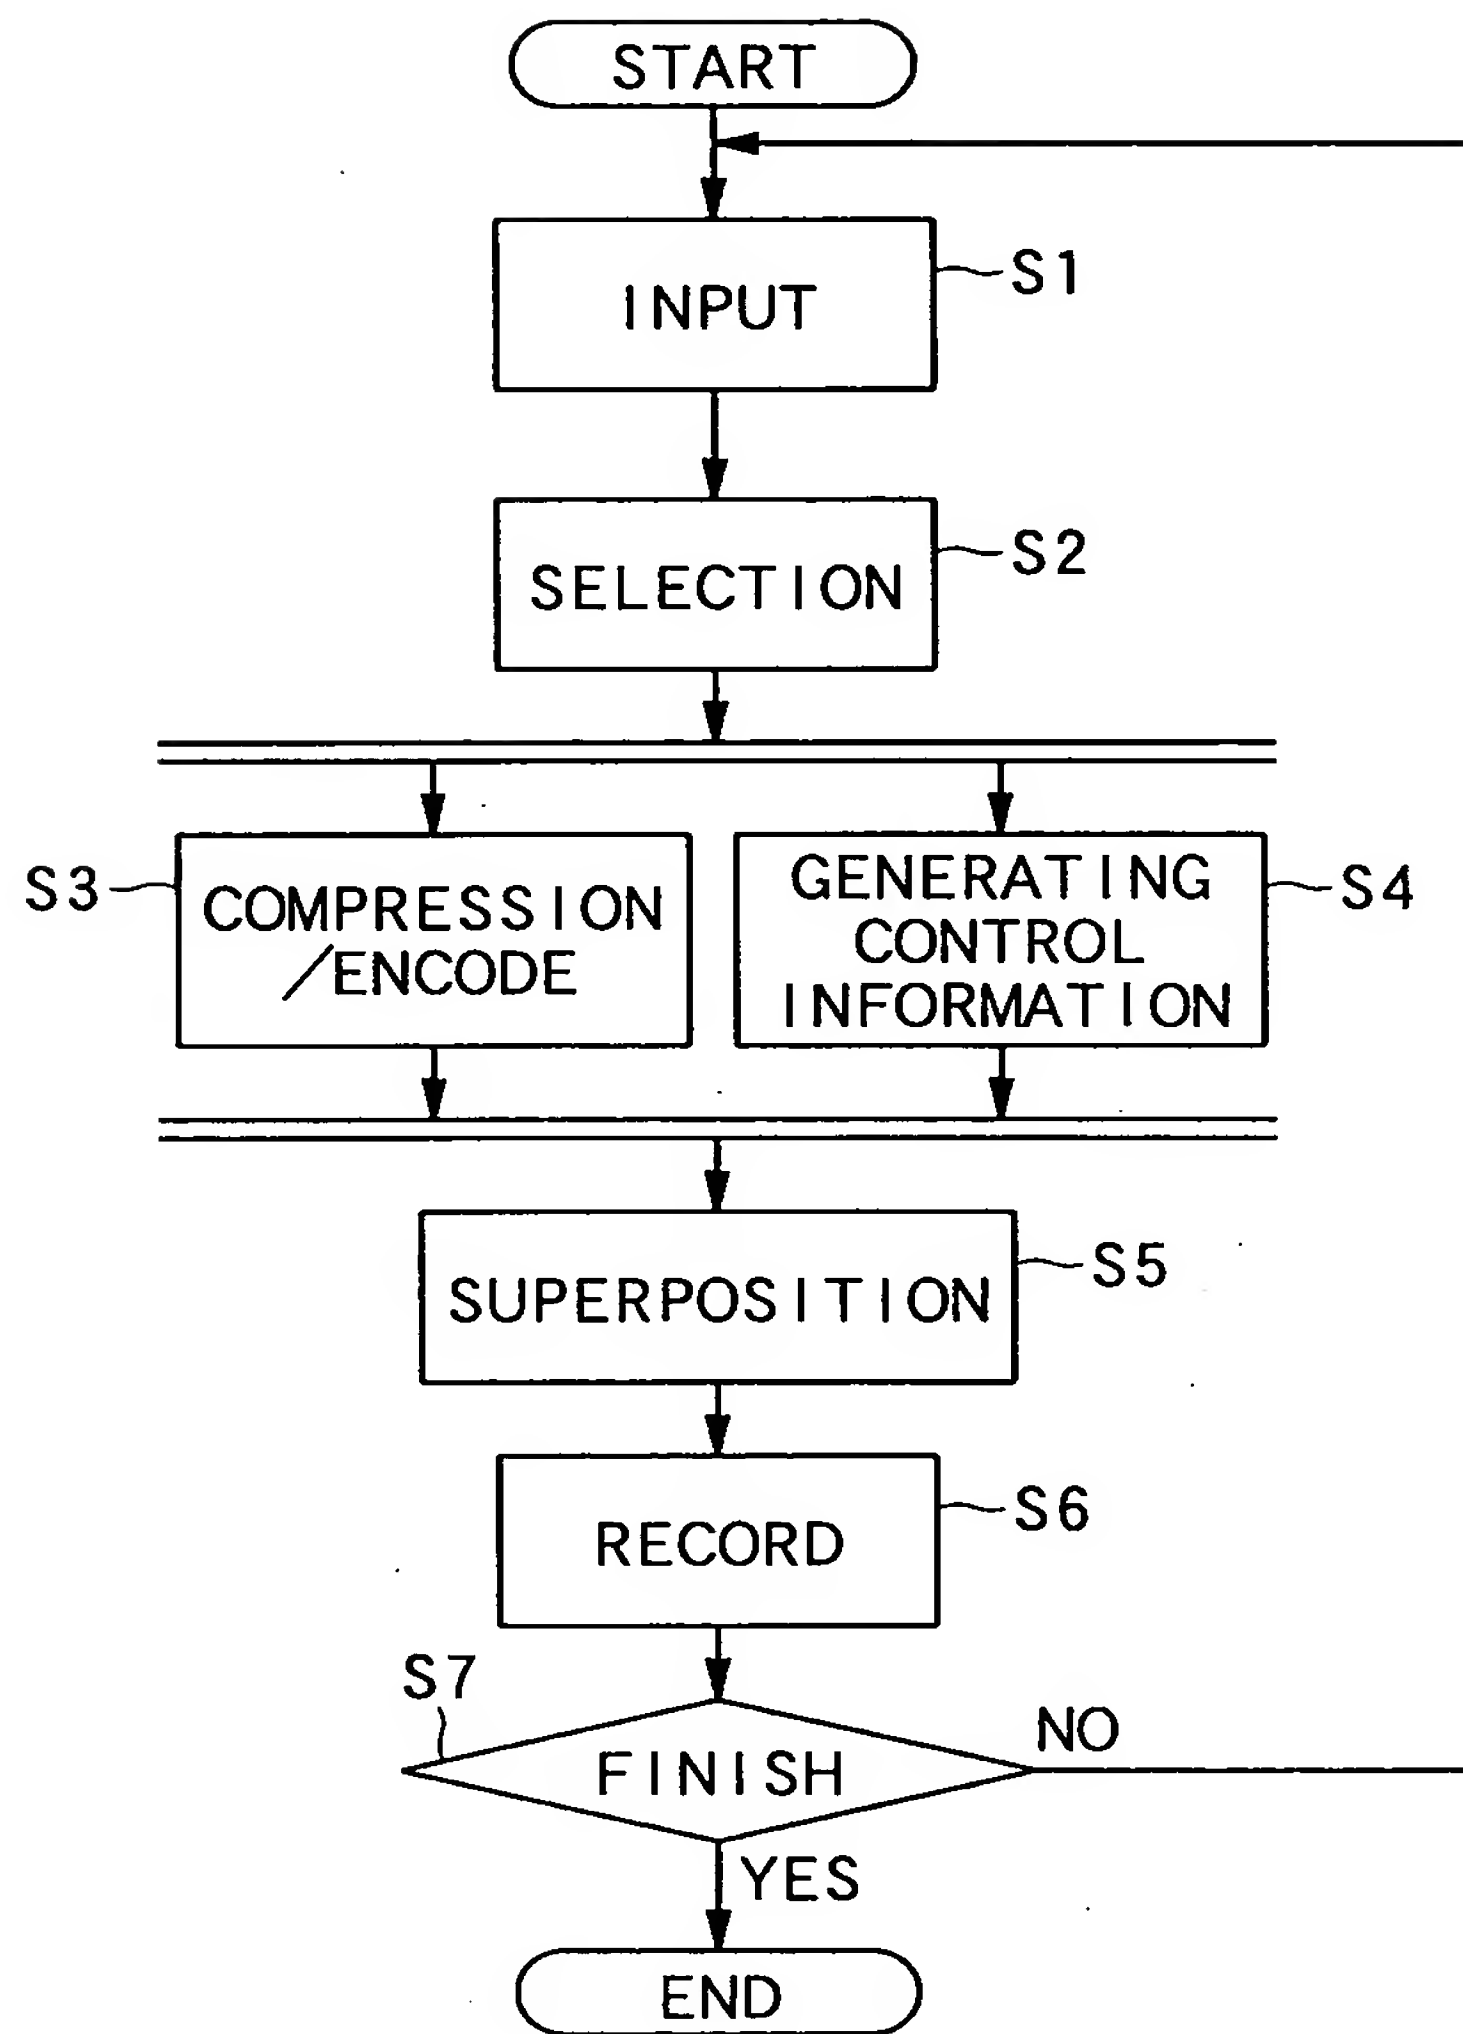 START
INPUT
S1
SELECTION
S2
S3
COMPRESSION
/ENCODE
GENERATING
CONTROL
INFORMATION
S4
SUPERPOSITION
S5
RECORD
S6
S7
FINISH
NO
YES
END